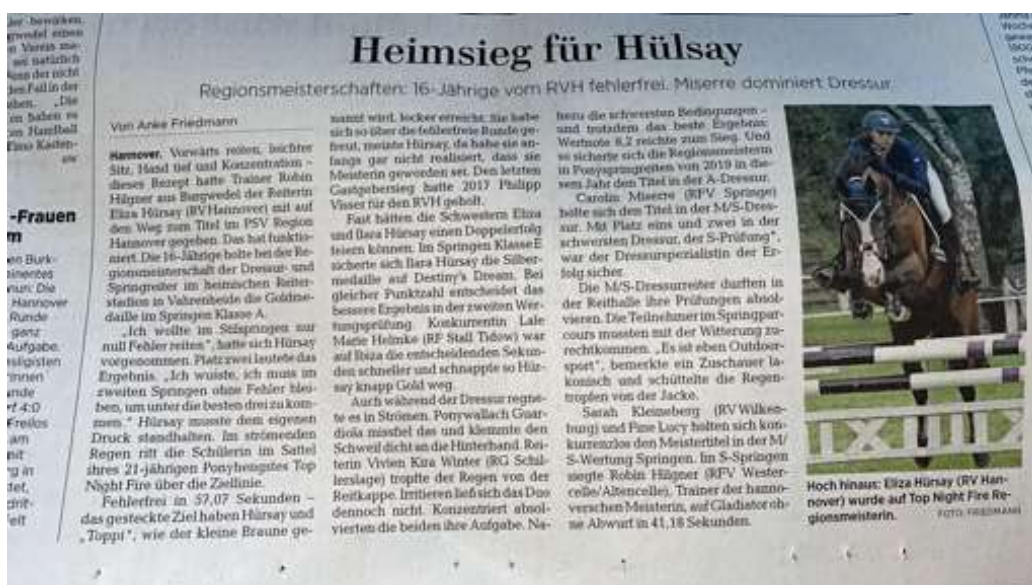 -Frauen
Burk-
Hannover
Runde
ganz
Aufgabe.
4:0
Freilos
am
Heimsieg für Hülsay
Regionsmeisterschaften: 16-Jährige vom RVH fehlerfrei. Miserre dominiert Dressur.
Von Anke Friedmann
Hannover. Vorwärts reiten, leichter
Sitz, Hand tief und Konzentration –
dieses Rezept hatte Trainer Robin
Hilgner aus Burgwedel der Reiterin
Eliza Hürsay (RV Hannover) mit auf
den Weg zum Titel im PSV Region
Hannover gegeben. Das hat funktio-
niert. Die 16-Jährige holte bei der Re-
gionsmeisterschaft der Dressur- und
Springreiter im heimischen Reiter-
stadion in Vahrenheide die Goldme-
daille im Springen Klasse A.
„Ich wollte im Stilspringen nur
null Fehler reiten“, hatte sich Hürsay
vorgenommen. Platz zwei lautete das
Ergebnis. „Ich wusste, ich muss im
zweiten Springen ohne Fehler blei-
ben, um unter die besten drei zu kom-
men.“ Hürsay musste dem eigenen
Druck standhalten. Im strömenden
Regen ritt die Schülerin im Sattel
ihres 21-jährigen Ponyhengstes Top
Night Fire über die Ziellinie.
Fehlerfrei in 57,07 Sekunden –
das gesteckte Ziel haben Hürsay und
„Toppi“, wie der kleine Braune ge-
nannt wird, locker erreicht. Sie habe
sich so über die fehlerfreie Runde ge-
freut, meinte Hürsay, da habe sie an-
fangs gar nicht realisiert, dass sie
Meisterin geworden sei. Den letzten
Gastgebersieg hatte 2017 Philipp
Visser für den RVH geholt.
Fast hätten die Schwestern Eliza
und Ilara Hürsay einen Doppelerfolg
feiern können. Im Springen Klasse E
sicherte sich Ilara Hürsay die Silber-
medaille auf Destiny's Dream. Bei
gleicher Punktzahl entscheidet das
bessere Ergebnis in der zweiten Wer-
tungsprüfung. Konkurrentin Lale
Marie Helmke (RF Stall Tidow) war
auf Ibiza die entscheidenden Sekun-
den schneller und schnappte so Hür-
say knapp Gold weg.
Auch während der Dressur regne-
te es in Strömen. Ponywallach Guar-
diola missfiel das und klemmte den
Schweif dicht an die Hinterhand. Rei-
terin Vivien Kira Winter (RG Schil-
lerslage) tropfte der Regen von der
Reitkappe. Irritieren ließ sich das Duo
dennoch nicht. Konzentriert absol-
vierten die beiden ihre Aufgabe. Na-
hezu die schwersten Bedingungen –
und trotzdem das beste Ergebnis:
Wertnote 8,2 reichte zum Sieg. Und
so sicherte sich die Regionsmeisterin
in Ponyspringreiten von 2019 in die-
sem Jahr den Titel in der A-Dressur.
Carolin Miserre (RFV Springe)
holte sich den Titel in der M/S-Dres-
sur. Mit Platz eins und zwei in der
schwersten Dressur, der S-Prüfung*,
war der Dressurspezialistin der Er-
folg sicher.
Die M/S-Dressurreiter durften in
der Reithalle ihre Prüfungen absol-
vieren. Die Teilnehmer im Springpar-
cours mussten mit der Witterung zu-
rechtkommen. „Es ist eben Outdoor-
sport“, bemerkte ein Zuschauer la-
konisch und schüttelte die Regen-
tropfen von der Jacke.
Sarah Kleineberg (RV Wilken-
burg) und Fine Lucy holten sich kon-
kurrenzlos den Meistertitel in der M/
S-Wertung Springen. Im S-Springen
siegte Robin Hilgner (RFV Wester-
celle/Altencelle), Trainer der hanno-
verschen Meisterin, auf Gladiator oh-
ne Abwurf in 41,18 Sekunden.
Hoch hinaus: Eliza Hürsay (RV Han-
nover) wurde auf Top Night Fire Re-
gionsmeisterin. FOTO: FRIEDMANN